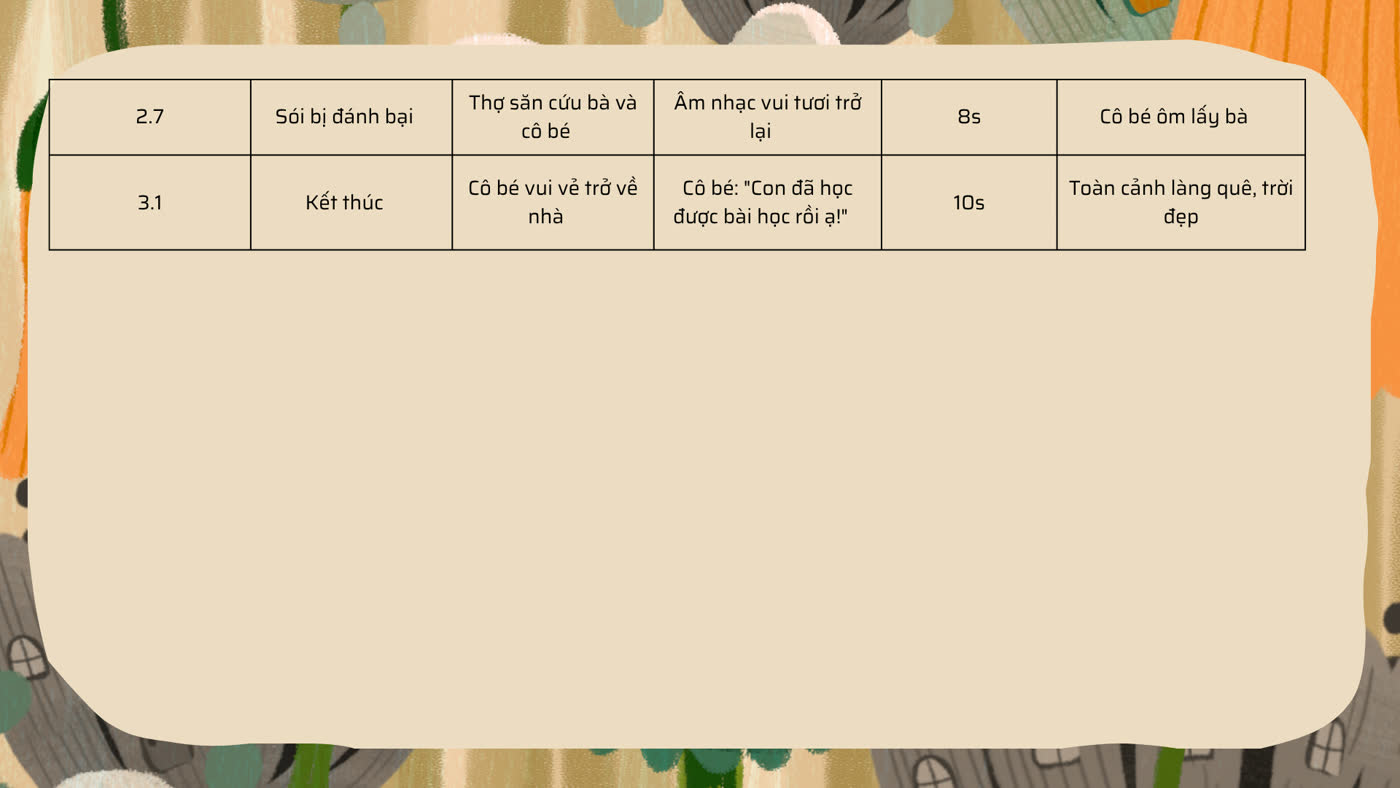 2.7
Sói bị đánh bại
Thợ săn cứu bà và
cô bé
Âm nhạc vui tươi trở
lại
8s
Cô bé ôm lấy bà
3.1
Kết thúc
Cô bé vui vẻ trở về
nhà
Cô bé: "Con đã học
được bài học rồi ạ!"
10s
Toàn cảnh làng quê, trời
đẹp